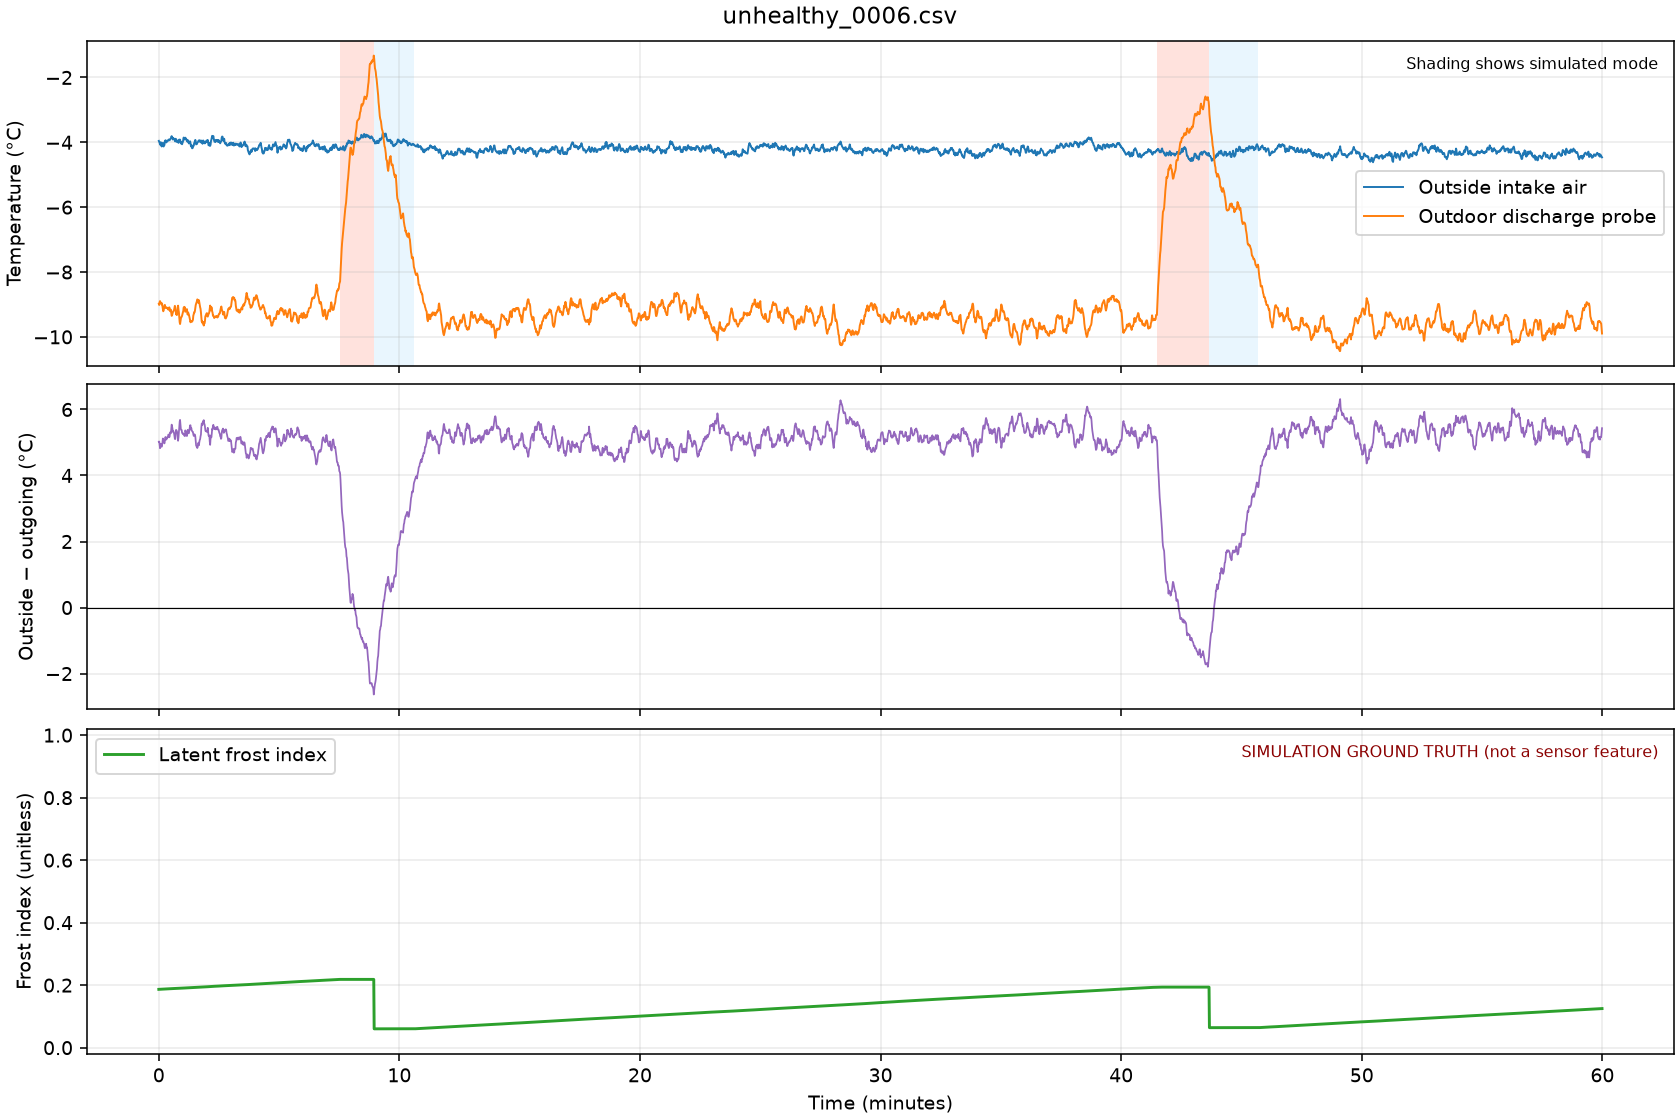 unhealthy_0006.csv
Shading shows simulated mode
Temperature (°C)
−2
−4
−6
−8
−10
Outside intake air
Outdoor discharge probe
Outside − outgoing (°C)
6
4
2
0
−2
Latent frost index
SIMULATION GROUND TRUTH (not a sensor feature)
Frost index (unitless)
1.0
0.8
0.6
0.4
0.2
0.0
0 10 20 30 40 50 60
Time (minutes)